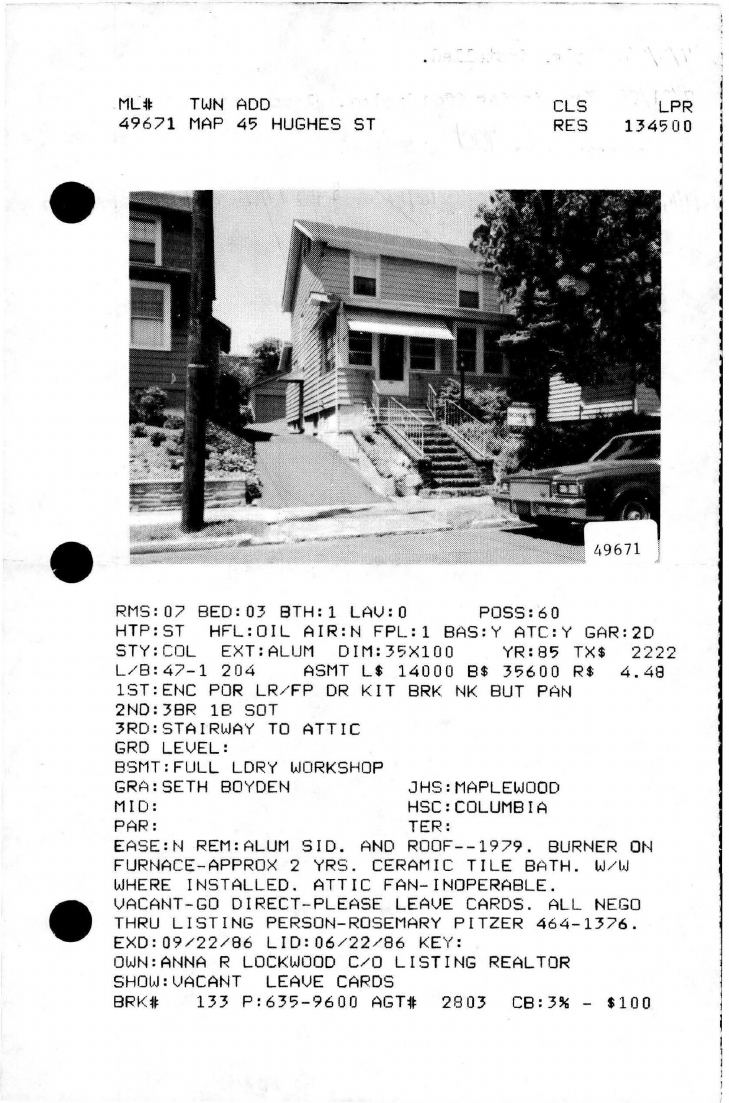 ML# TWN ADD CLS LPR
49671 MAP 45 HUGHES ST RES 134500
49671
RMS:07 BED:03 BTH:1 LAV:0 POSS:60
HTP:ST HFL:OIL AIR:N FPL:1 BAS:Y ATC:Y GAR:2D
STY:COL EXT:ALUM DIM:35X100 YR:85 TX$ 2222
L/B:47-1 204 ASMT L$ 14000 B$ 35600 R$ 4.48
1ST:ENC POR LR/FP DR KIT BRK NK BUT PAN
2ND:3BR 1B SOT
3RD:STAIRWAY TO ATTIC
GRD LEVEL:
BSMT:FULL LDRY WORKSHOP
GRA:SETH BOYDEN JHS:MAPLEWOOD
MID: HSC:COLUMBIA
PAR: TER:
EASE:N REM:ALUM SID. AND ROOF--1979. BURNER ON
FURNACE-APPROX 2 YRS. CERAMIC TILE BATH. W/W
WHERE INSTALLED. ATTIC FAN-INOPERABLE.
VACANT-GO DIRECT-PLEASE LEAVE CARDS. ALL NEGO
THRU LISTING PERSON-ROSEMARY PITZER 464-1376.
EXD:09/22/86 LID:06/22/86 KEY:
OWN:ANNA R LOCKWOOD C/O LISTING REALTOR
SHOW:VACANT LEAVE CARDS
BRK# 133 P:635-9600 AGT# 2803 CB:3% - $100